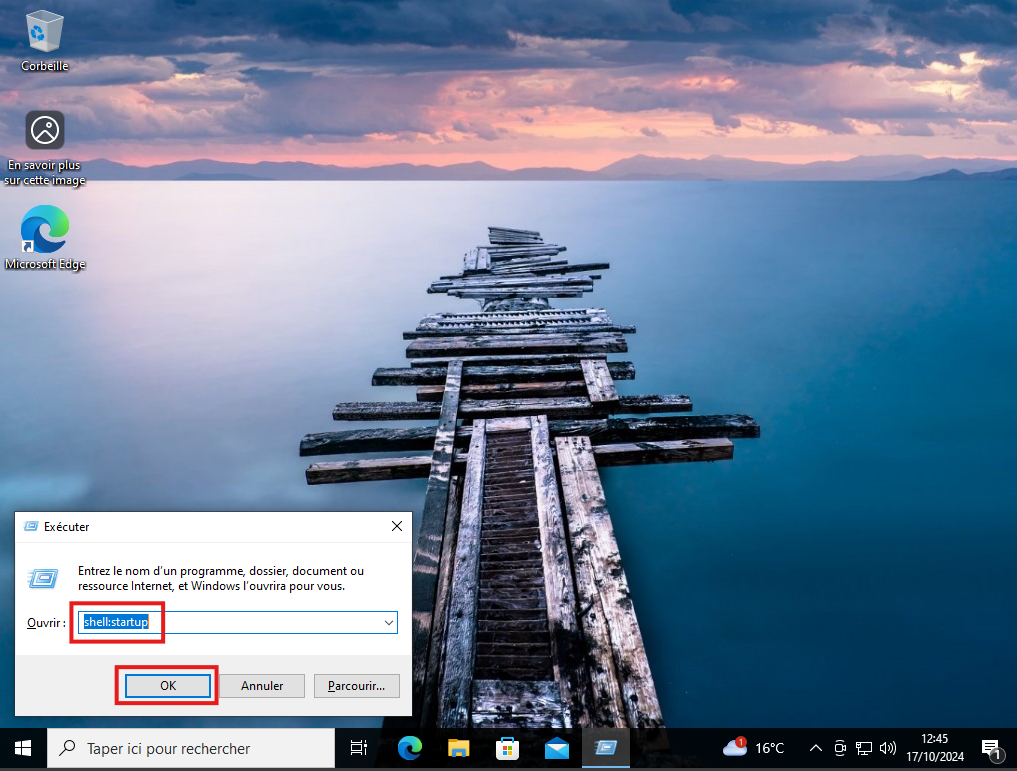 Corbeille
En savoir plus
sur cette image
Microsoft Edge
Exécuter
Entrez le nom d'un programme, dossier, document ou
ressource Internet, et Windows l'ouvrira pour vous.
Ouvrir :
shell:startup
OK
Annuler
Parcourir...
Taper ici pour rechercher
1
16°C
12:45
17/10/2024
1